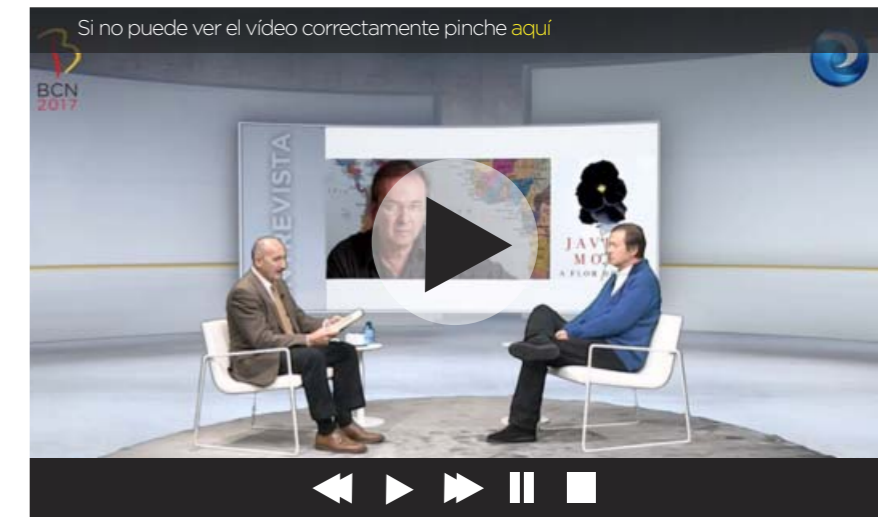 Si no puede ver el vídeo correctamente pinche aquí
BCN
2017
REVISTA
JAV
MO
A FLOR D